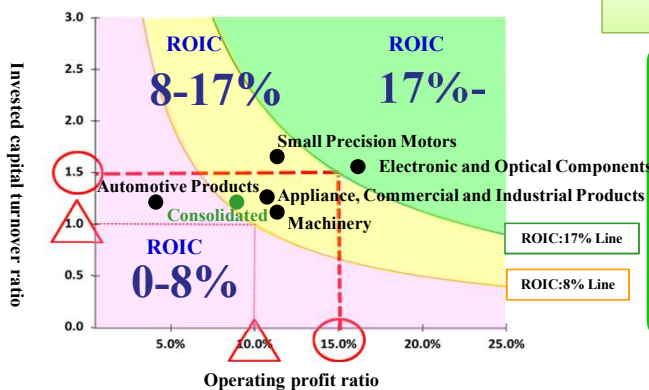 3.0
2.5
2.0
1.5
1.0
0.5
0.0
Invested capital turnover ratio
ROIC
8-17%
ROIC
17%-
Small Precision Motors
Electronic and Optical Components
Automotive Products
Appliance, Commercial and Industrial Products
Consolidated
Machinery
ROIC
0-8%
ROIC:17% Line
ROIC:8% Line
5.0%
10.0%
15.0%
20.0%
25.0%
Operating profit ratio